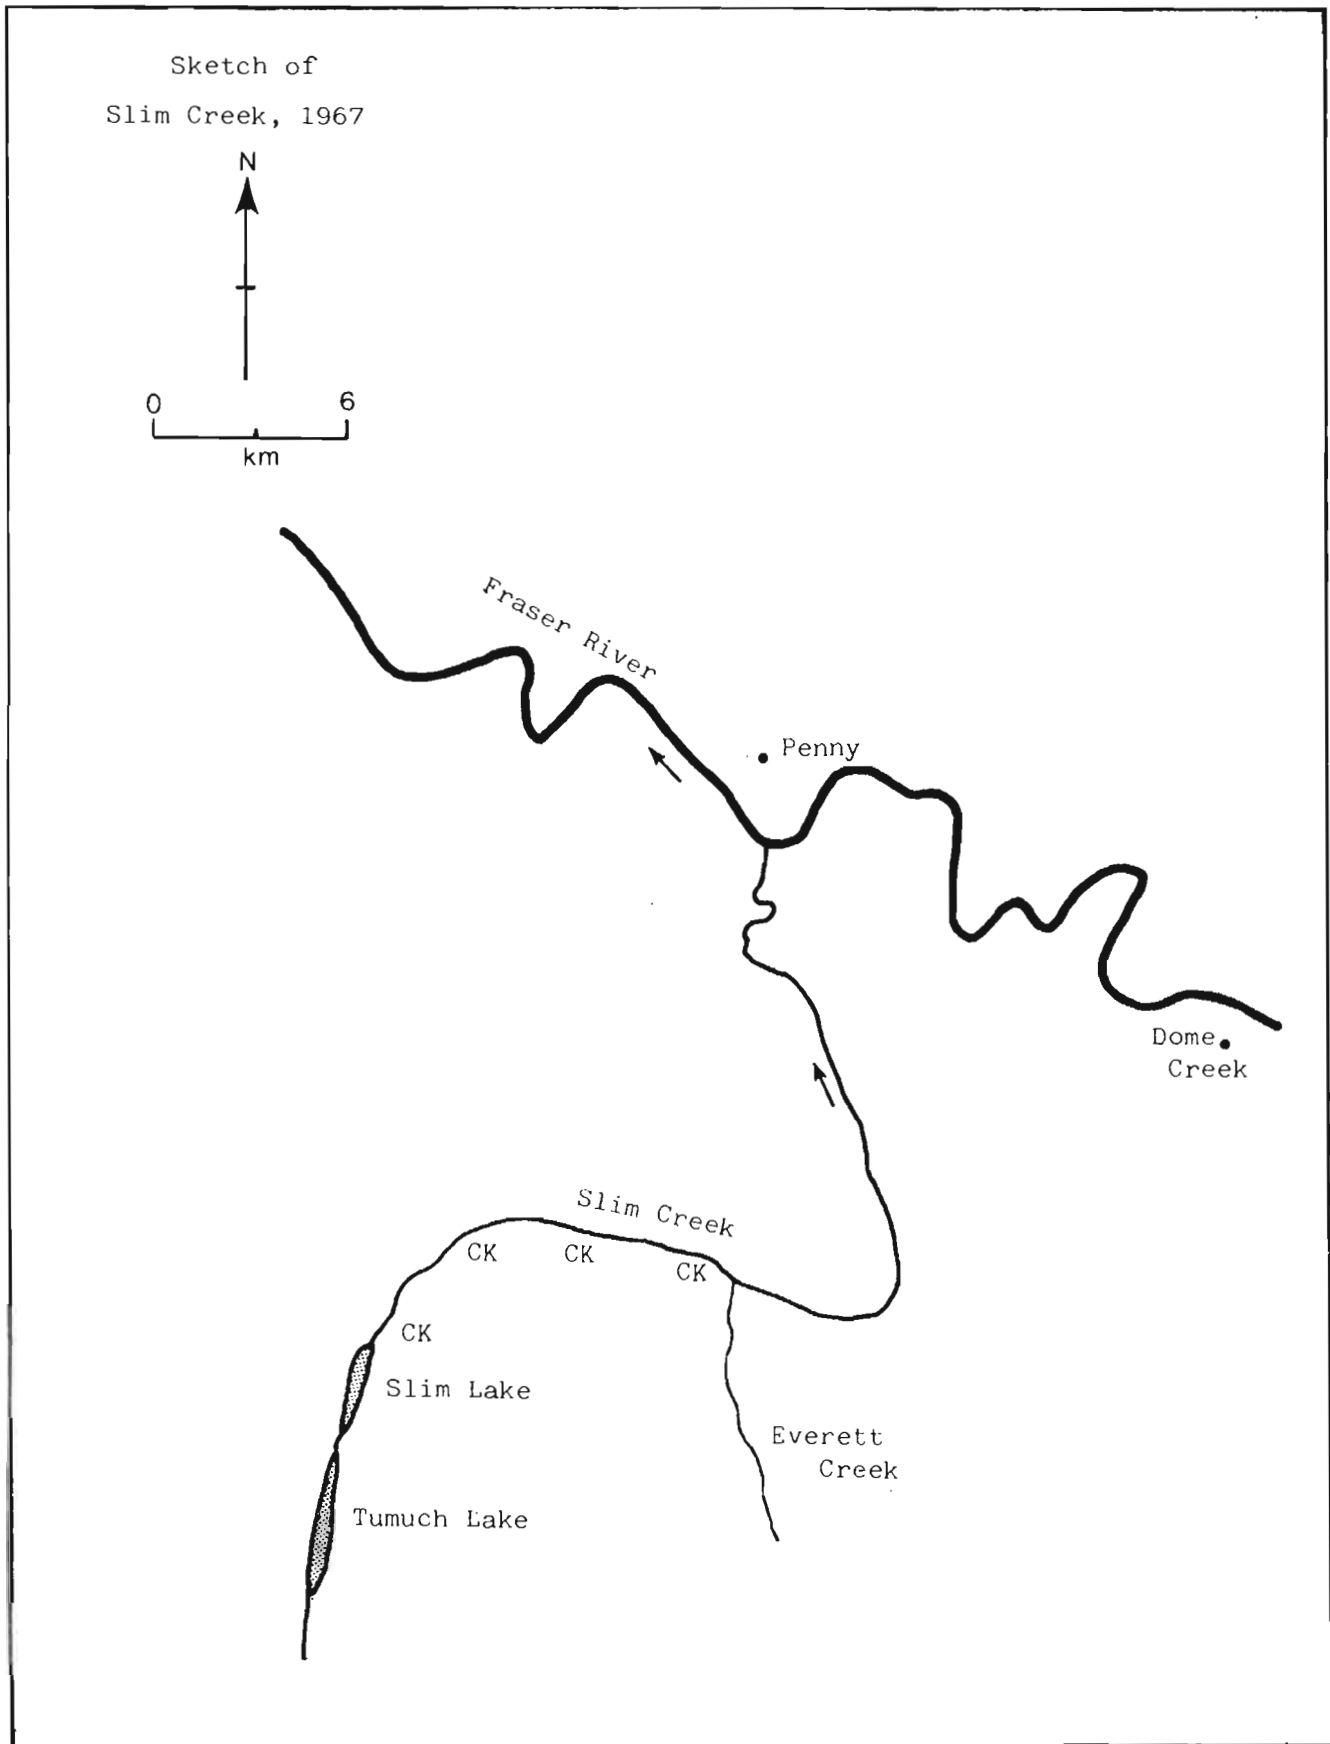 Sketch of
Slim Creek, 1967
N
0 6
km
Fraser River
Penny
Dome
Creek
Slim Creek
CK
CK
CK
CK
Slim Lake
Everett
Creek
Tumuch Lake